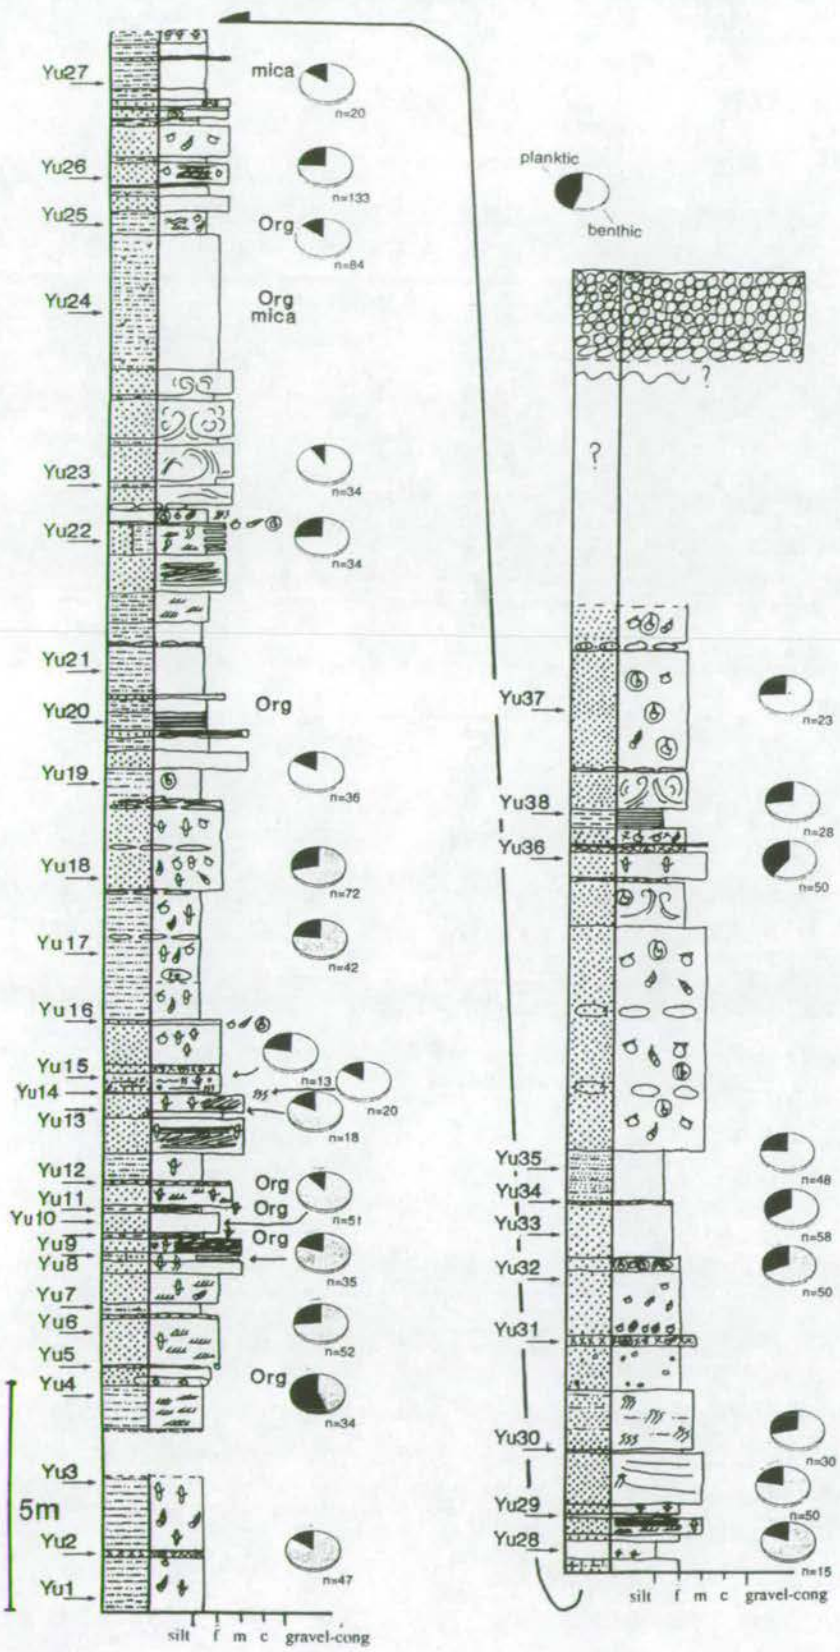 Yu27
mica
n=20
Yu26
n=133
Yu25
Org
n=84
Yu24
Org
mica
Yu23
n=34
Yu22
n=34
Yu21
Yu20
Org
Yu19
n=36
Yu18
n=72
Yu17
n=42
Yu16
Yu15
n=13
Yu14
n=20
Yu13
n=18
Yu12
Org
Yu11
Org
Yu10
n=51
Yu9
Org
Yu8
n=35
Yu7
Yu6
n=52
Yu5
Yu4
Org
n=34
Yu3
5m
Yu2
n=47
Yu1
silt f m c gravel-cong
planktic
benthic
?
?
Yu37
n=23
Yu38
n=28
Yu36
n=50
Yu35
n=48
Yu34
n=58
Yu33
Yu32
n=50
Yu31
Yu30
n=30
Yu29
n=50
Yu28
n=15
silt f m c gravel-cong